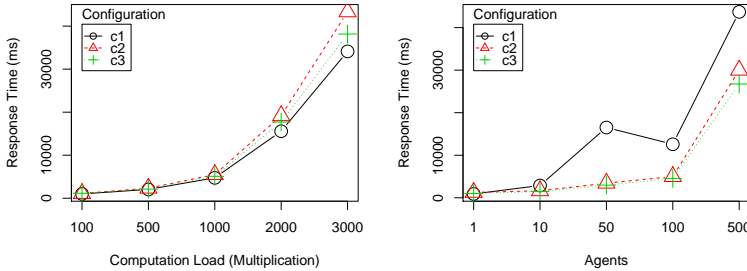 Configuration
c1
c2
c3
Response Time (ms)
0
10000
30000
100
500
1000
2000
3000
Computation Load (Multiplication)
Configuration
c1
c2
c3
Response Time (ms)
0
10000
30000
1
10
50
100
500
Agents